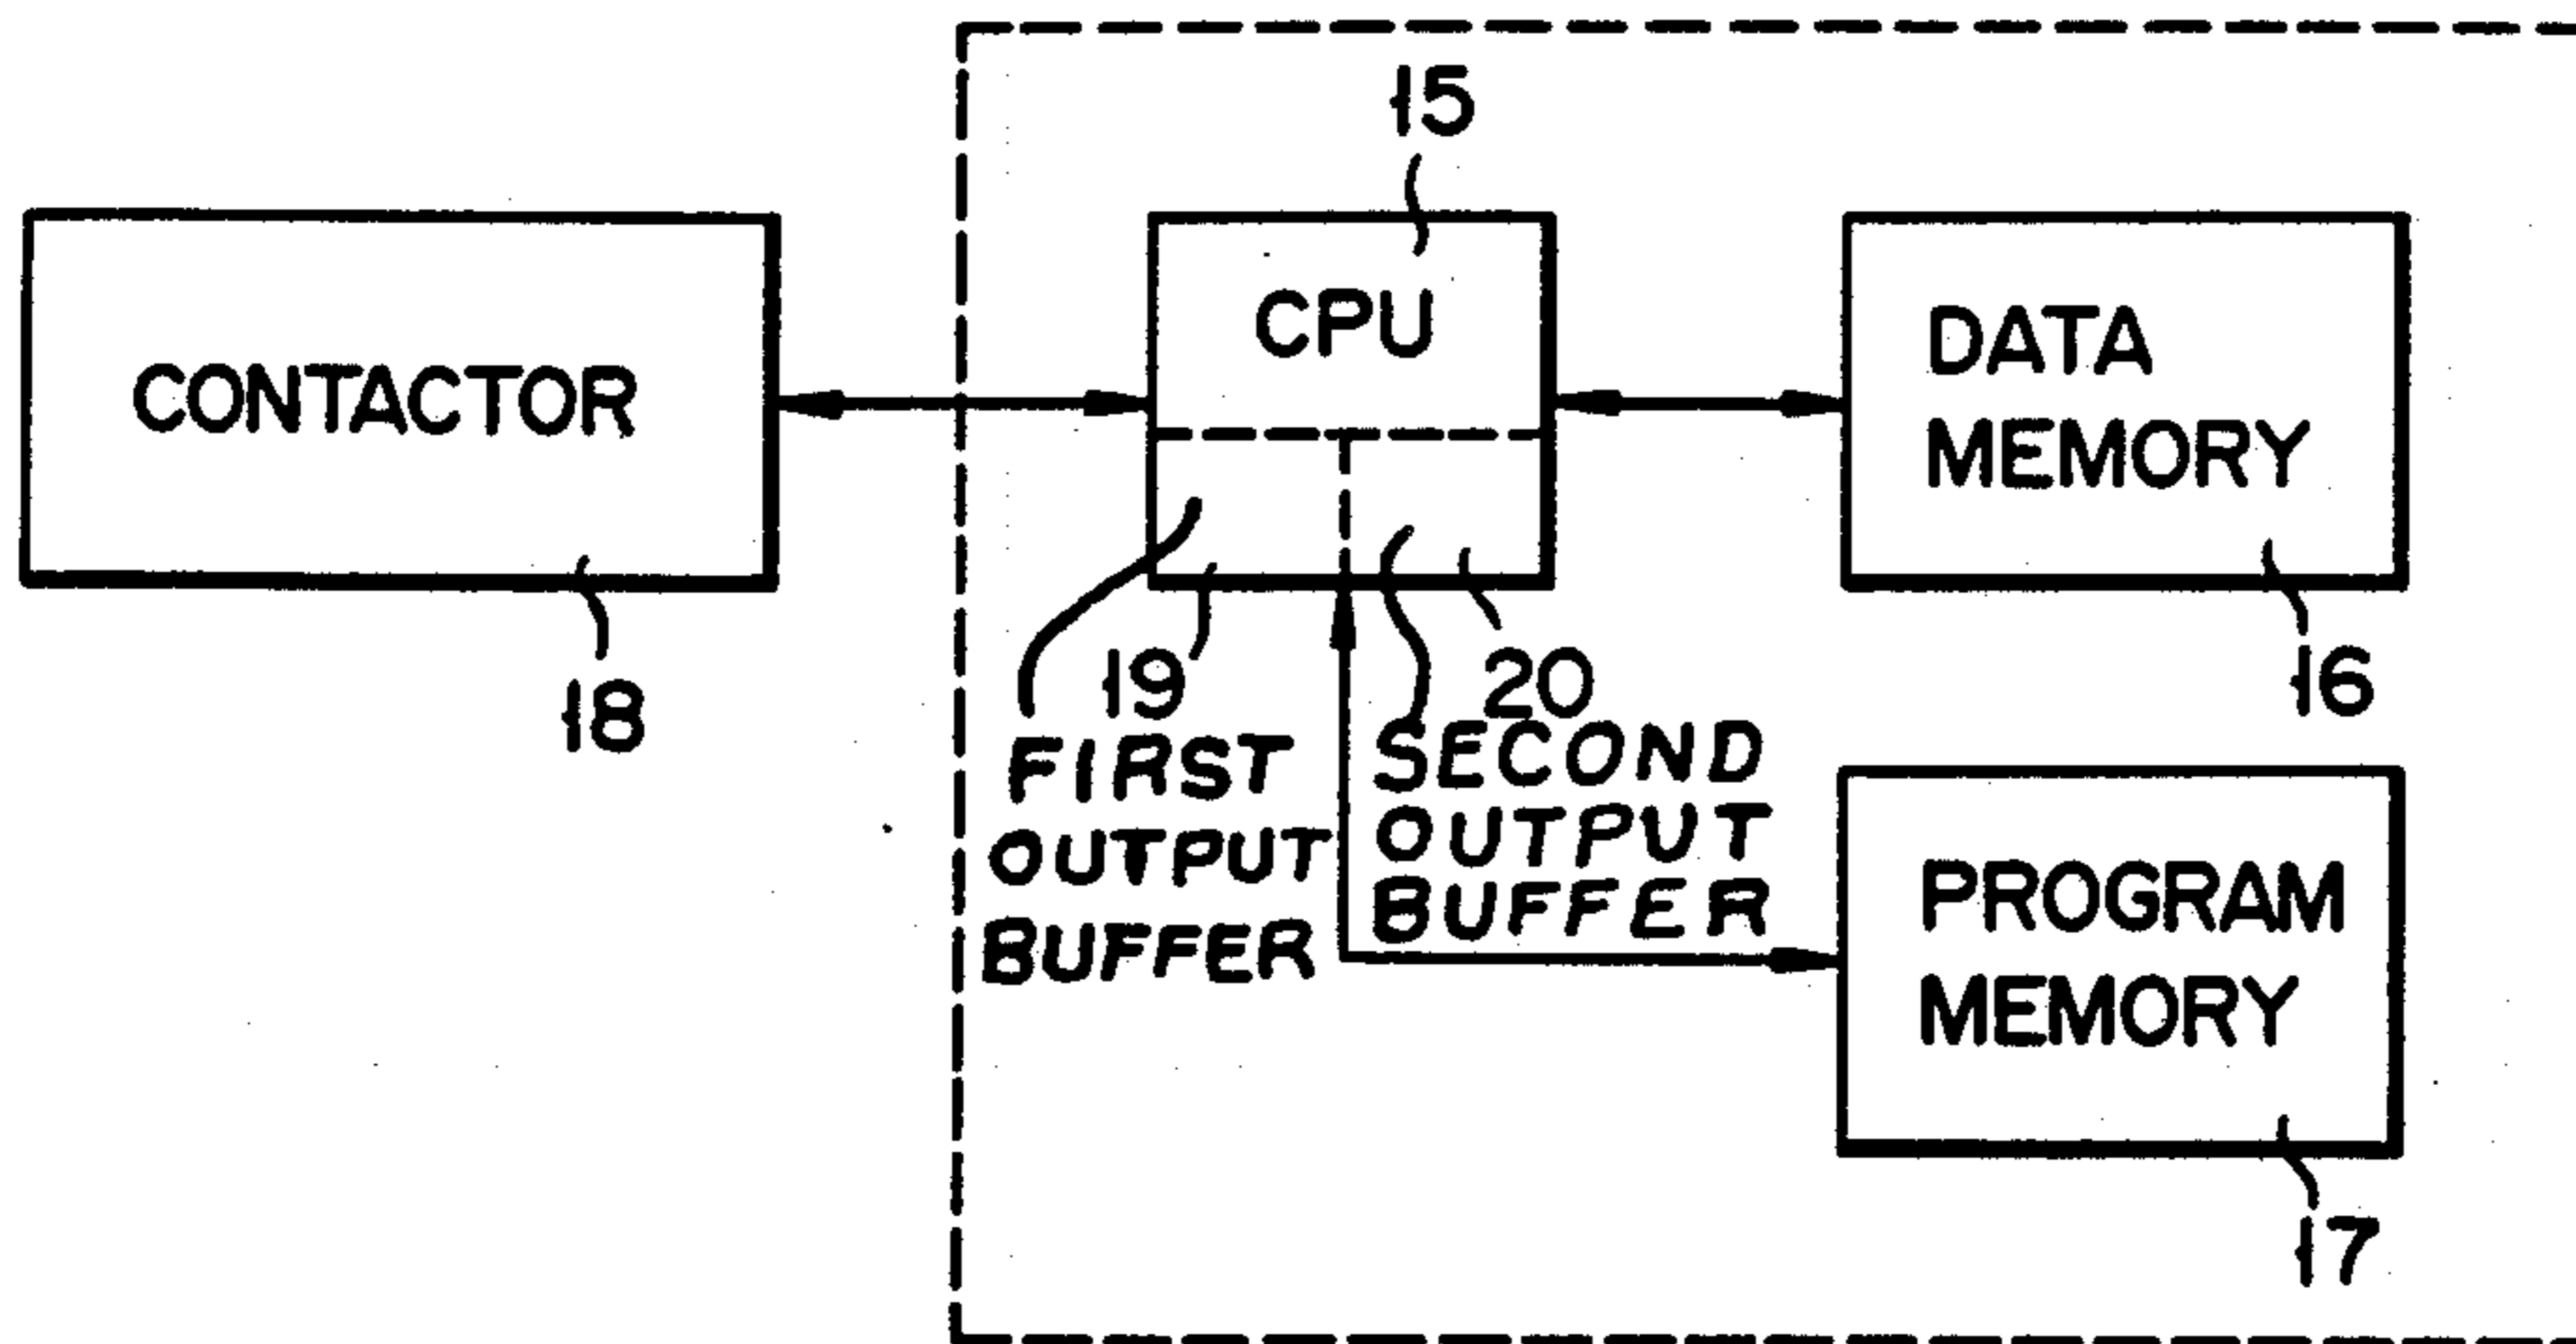 15
CONTACTOR
CPU
DATA
MEMORY
18
19
20
16
FIRST
OUTPUT
BUFFER
SECOND
OUTPUT
BUFFER
PROGRAM
MEMORY
17